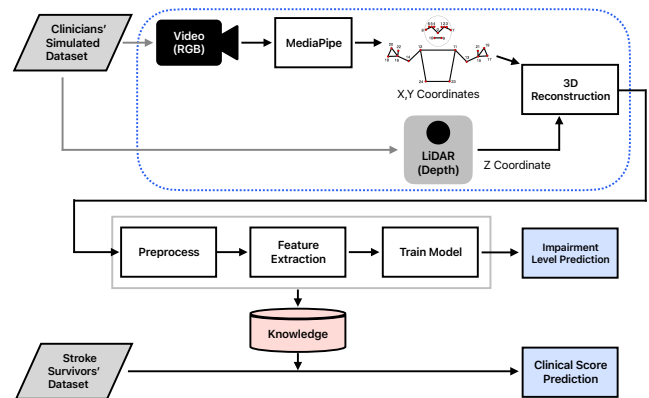 Clinicians'
Simulated
Dataset
Video
(RGB)
MediaPipe
X,Y Coordinates
3D
Reconstruction
LiDAR
(Depth)
Z Coordinate
Preprocess
Feature
Extraction
Train Model
Impairment
Level Prediction
Knowledge
Stroke
Survivors'
Dataset
Clinical Score
Prediction